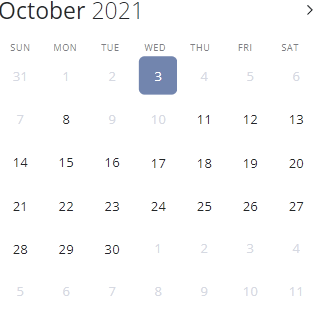 October 2021
SUN MON TUE WED THU FRI SAT
31 1 2 3 4 5 6
7 8 9 10 11 12 13
14 15 16 17 18 19 20
21 22 23 24 25 26 27
28 29 30 1 2 3 4
5 6 7 8 9 10 11